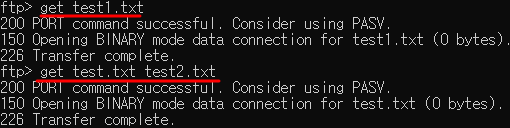 ftp> get test1.txt
200 PORT command successful. Consider using PASV.
150 Opening BINARY mode data connection for test1.txt (0 bytes).
226 Transfer complete.
ftp> get test.txt test2.txt
200 PORT command successful. Consider using PASV.
150 Opening BINARY mode data connection for test.txt (0 bytes).
226 Transfer complete.